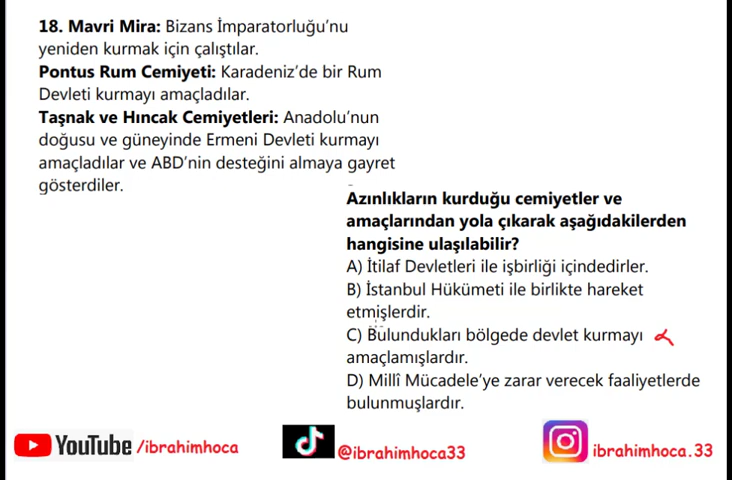 18. Mavri Mira: Bizans İmparatorluğu’nu
yeniden kurmak için çalıştılar.
Pontus Rum Cemiyeti: Karadeniz’de bir Rum
Devleti kurmayı amaçladılar.
Taşnak ve Hıncak Cemiyetleri: Anadolu’nun
doğusu ve güneyinde Ermeni Devleti kurmayı
amaçladılar ve ABD’nin desteğini almaya gayret
gösterdiler.
Azınlıkların kurduğu cemiyetler ve
amaçlarından yola çıkarak aşağıdakilerden
hangisine ulaşılabilir?
A) İtilaf Devletleri ile işbirliği içindedirler.
B) İstanbul Hükümeti ile birlikte hareket
etmişlerdir.
C) Bulundukları bölgede devlet kurmayı
amaçlamışlardır.
D) Millî Mücadele’ye zarar verecek faaliyetlerde
bulunmuşlardır.
YouTube /ibrahimhoca
@ibrahimhoca33
ibrahimhoca.33